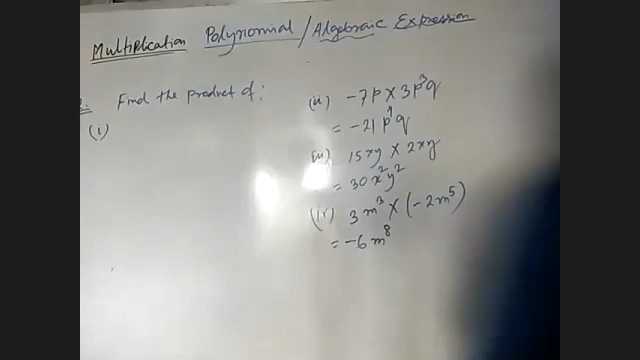 Multiplication Polynomial / Algebraic Expression
Find the product of:
(i)
(ii) -7p × 3p³q
= -21p⁴q
(iii) 15xy × 2xy
= 30x²y²
(iv) 3m³ × (-2m⁵)
= -6m⁸